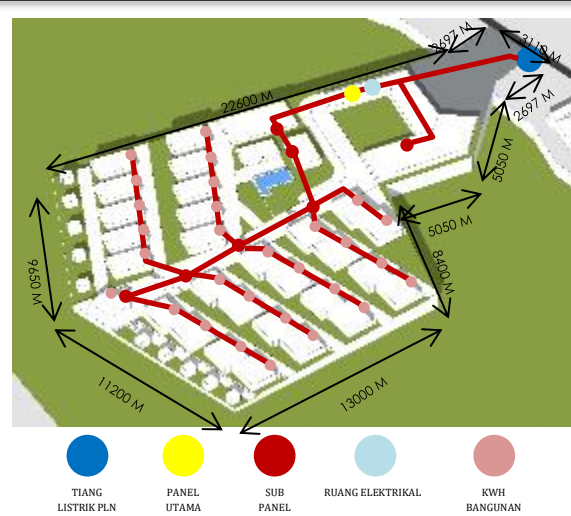 2697 M
3110 M
22600 M
2697 M
5050 M
5050 M
9650 M
8400 M
11200 M
13000 M
TIANG
LISTRIK PLN
PANEL
UTAMA
SUB
PANEL
RUANG ELEKTRIKAL
KWH
BANGUNAN